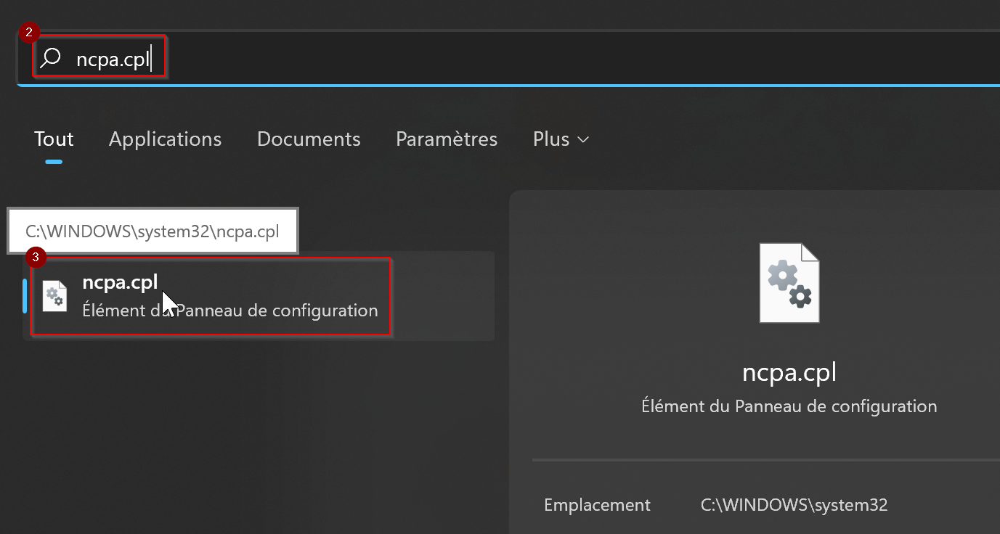 2
ncpa.cpl
Tout Applications Documents Paramètres Plus
C:\WINDOWS\system32\ncpa.cpl
3
ncpa.cpl
Élément du Panneau de configuration
ncpa.cpl
Élément du Panneau de configuration
Emplacement C:\WINDOWS\system32